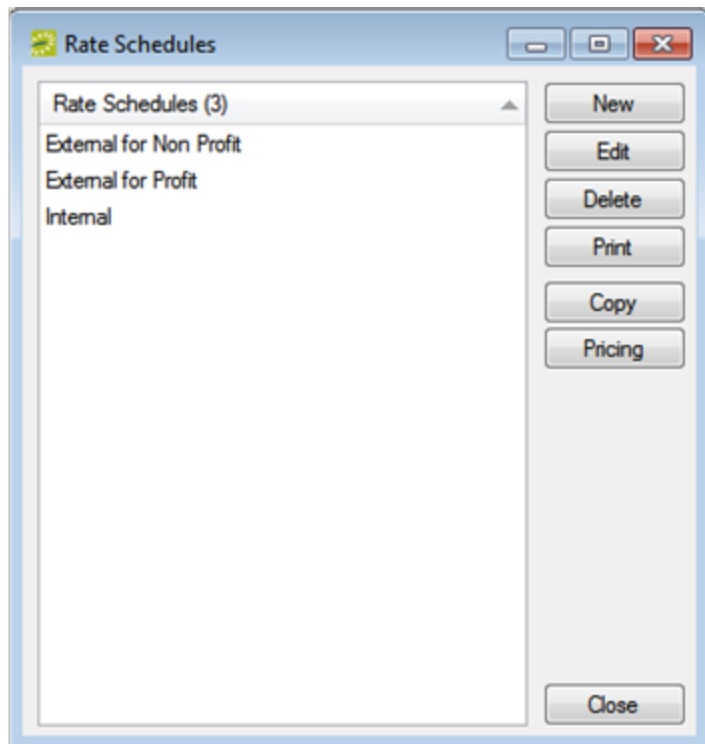 Rate Schedules
Rate Schedules (3)
External for Non Profit
External for Profit
Internal
New
Edit
Delete
Print
Copy
Pricing
Close